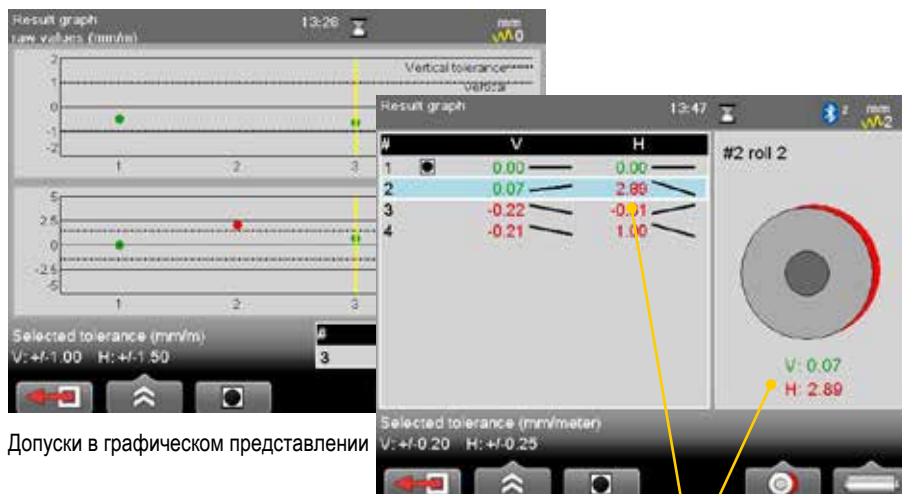 Result graph
raw values (mm/m)
13:26
mm
0
Vertical tolerance
Vertical
2
1
0
-1
-2
1 2 3
5
2.5
0
-2.5
-5
1 2 3
Selected tolerance (mm/m)
V: +/-1.00 H: +/-1.50
#
3
Допуски в графическом представлении
Result graph
13:47
2
mm
2
# V H
1 0.00 0.00
2 0.07 2.89
3 -0.22
4 -0.21 1.00
#2 roll 2
V: 0.07
H: 2.89
Selected tolerance (mm/meter)
V: +/-0.20 H: +/-0.25